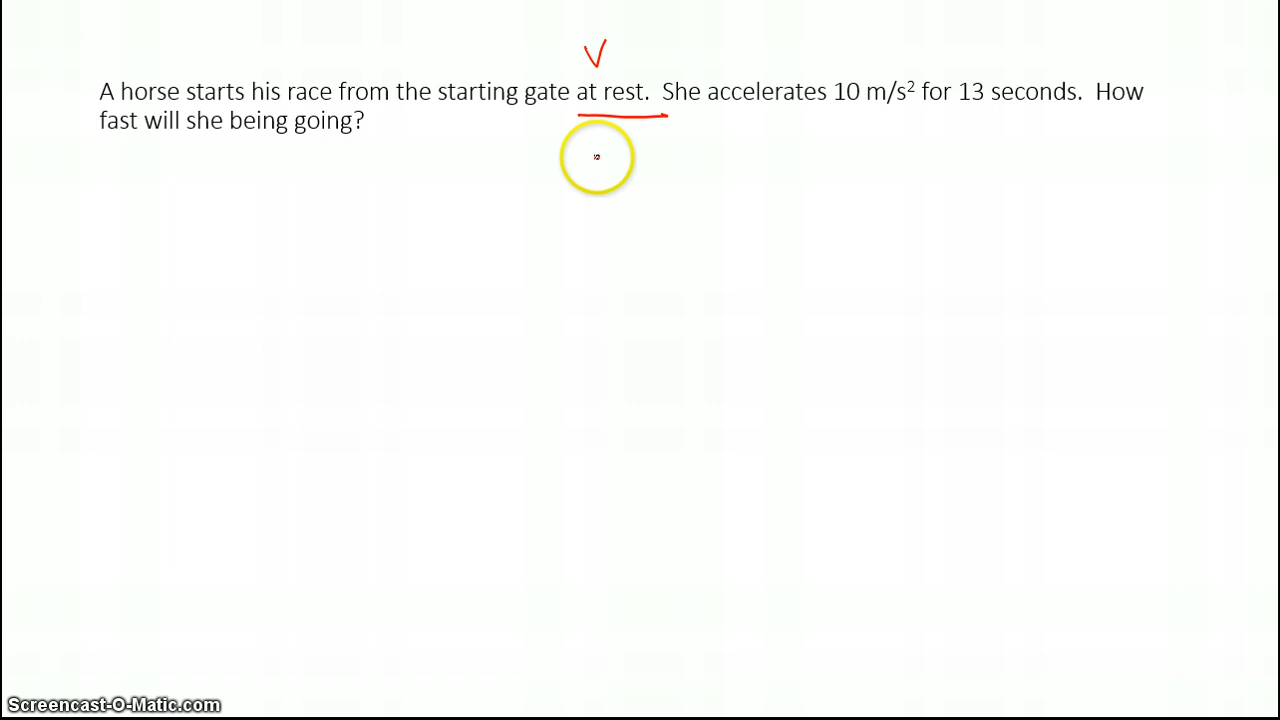 V
A horse starts his race from the starting gate at rest. She accelerates 10 m/s² for 13 seconds. How
fast will she being going?
Screencast-O-Matic.com